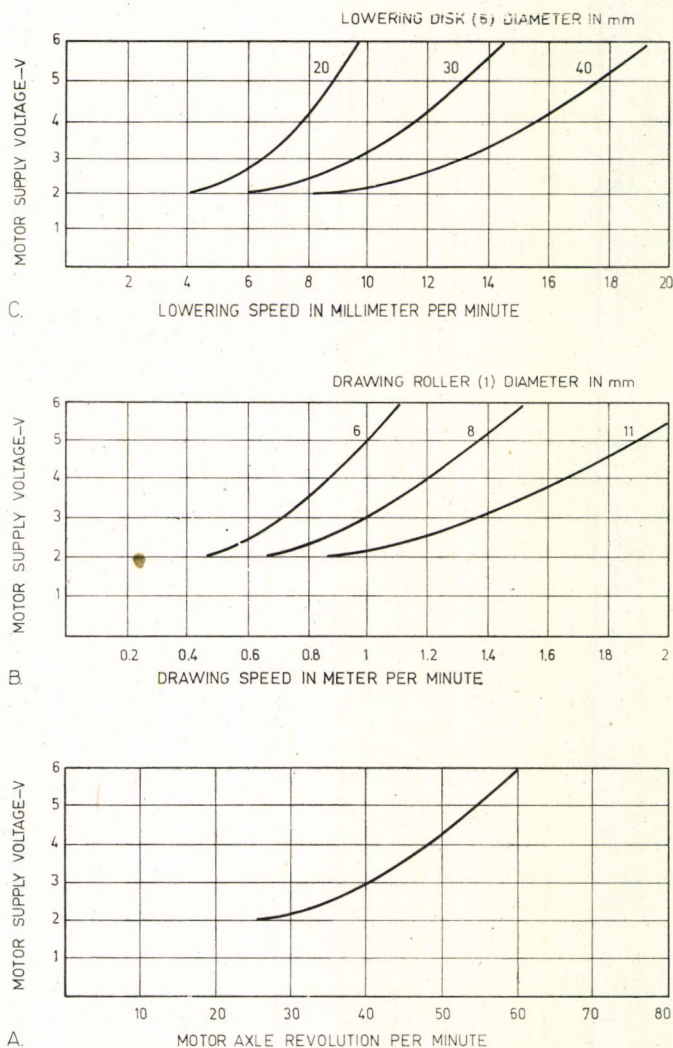 LOWERING DISK (5) DIAMETER IN mm
MOTOR SUPPLY VOLTAGE–V
6
5
4
3
2
1
20
30
40
2 4 6 8 10 12 14 16 18 20
C. LOWERING SPEED IN MILLIMETER PER MINUTE
DRAWING ROLLER (1) DIAMETER IN mm
MOTOR SUPPLY VOLTAGE–V
6
5
4
3
2
1
6
8
11
0.2 0.4 0.6 0.8 1 1.2 1.4 1.6 1.8 2
B. DRAWING SPEED IN METER PER MINUTE
MOTOR SUPPLY VOLTAGE–V
6
5
4
3
2
1
10 20 30 40 50 60 70 80
A. MOTOR AXLE REVOLUTION PER MINUTE